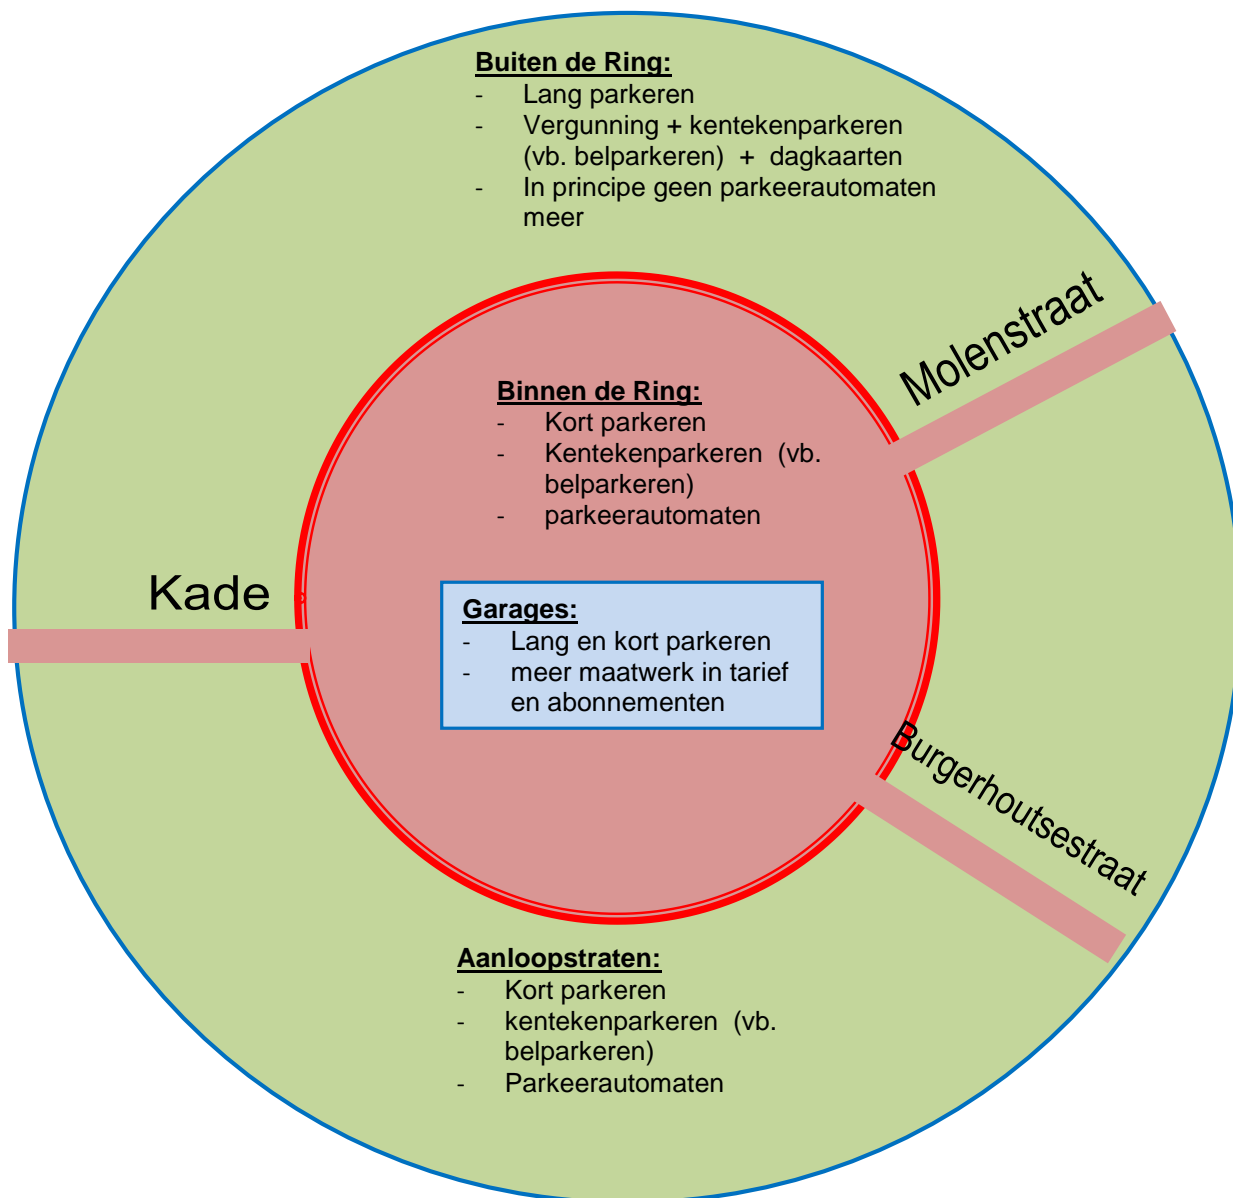 Buiten de Ring:
- Lang parkeren
- Vergunning + kentekenparkeren
(vb. belparkeren) + dagkaarten
- In principe geen parkeerautomaten
meer
Molenstraat
Binnen de Ring:
- Kort parkeren
- Kentekenparkeren (vb.
belparkeren)
- parkeerautomaten
Kade
Garages:
- Lang en kort parkeren
- meer maatwerk in tarief
en abonnementen
Burgerhoutsestraat
Aanloopstraten:
- Kort parkeren
- kentekenparkeren (vb.
belparkeren)
- Parkeerautomaten